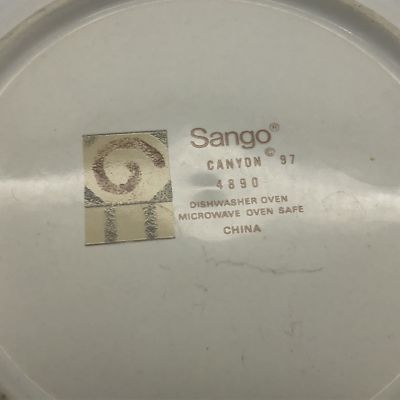 Sango®
CANYON © 97
4890
DISHWASHER OVEN
MICROWAVE OVEN SAFE
CHINA